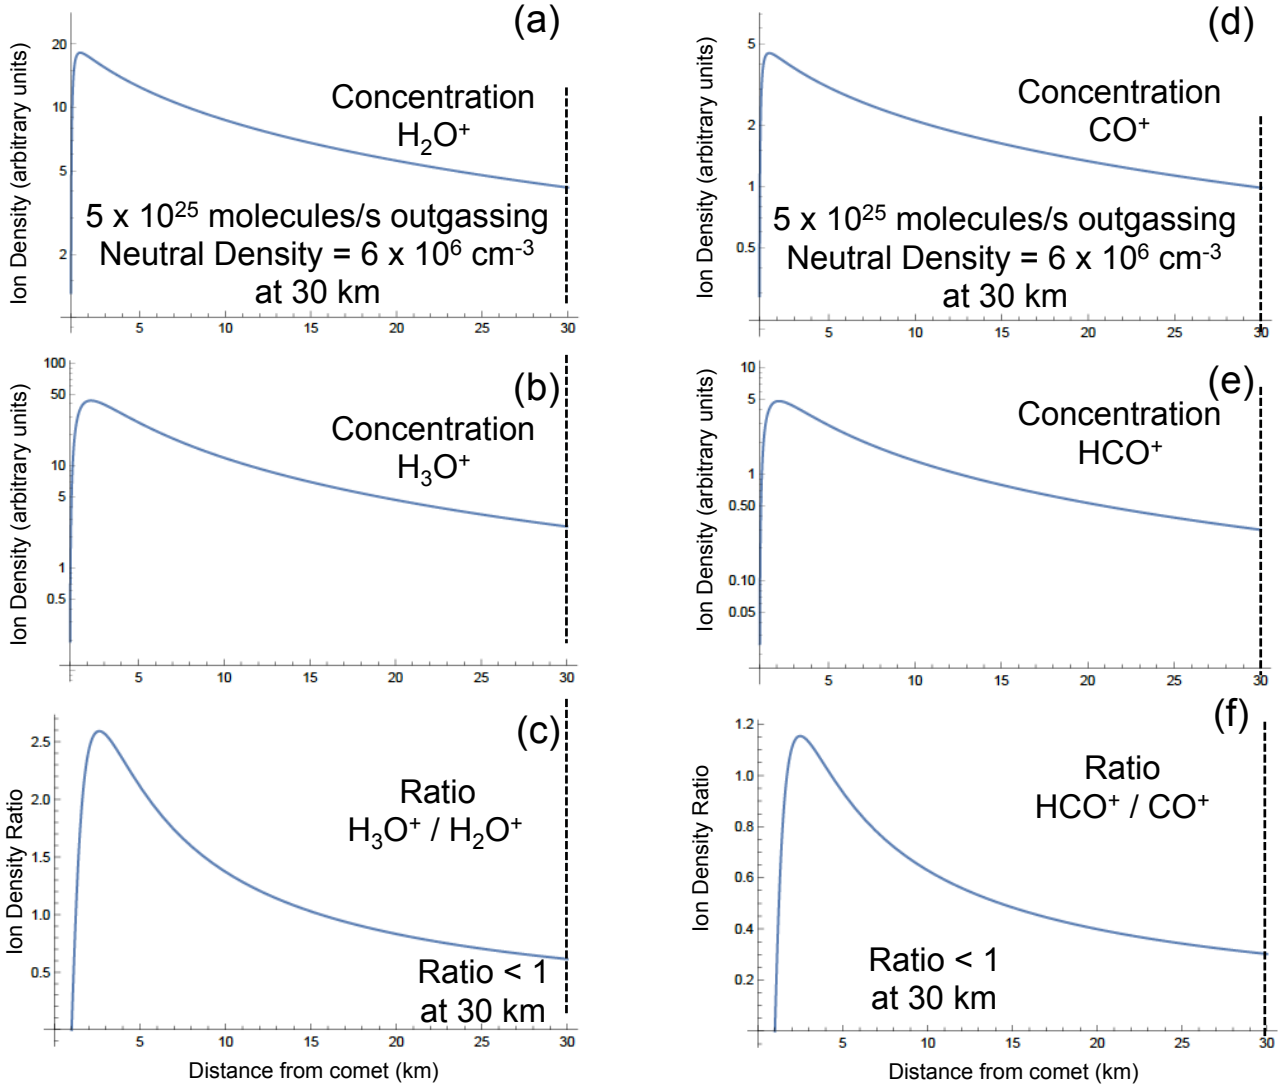 (a)
Ion Density (arbitrary units)
20
10
5
2
Concentration
H₂O⁺
5 x 10²⁵ molecules/s outgassing
Neutral Density = 6 x 10⁶ cm⁻³
at 30 km
5 10 15 20 25 30
(d)
Ion Density (arbitrary units)
5
2
1
0.5
Concentration
CO⁺
5 x 10²⁵ molecules/s outgassing
Neutral Density = 6 x 10⁶ cm⁻³
at 30 km
5 10 15 20 25 30
(b)
Ion Density (arbitrary units)
100
50
10
5
1
0.5
Concentration
H₃O⁺
5 10 15 20 25 30
(e)
Ion Density (arbitrary units)
10
5
1
0.50
0.10
0.05
Concentration
HCO⁺
5 10 15 20 25 30
(c)
Ion Density Ratio
2.5
2.0
1.5
1.0
0.5
Ratio
H₃O⁺ / H₂O⁺
Ratio < 1
at 30 km
5 10 15 20 25 30
Distance from comet (km)
(f)
Ion Density Ratio
1.2
1.0
0.8
0.6
0.4
0.2
Ratio
HCO⁺ / CO⁺
Ratio < 1
at 30 km
5 10 15 20 25 30
Distance from comet (km)